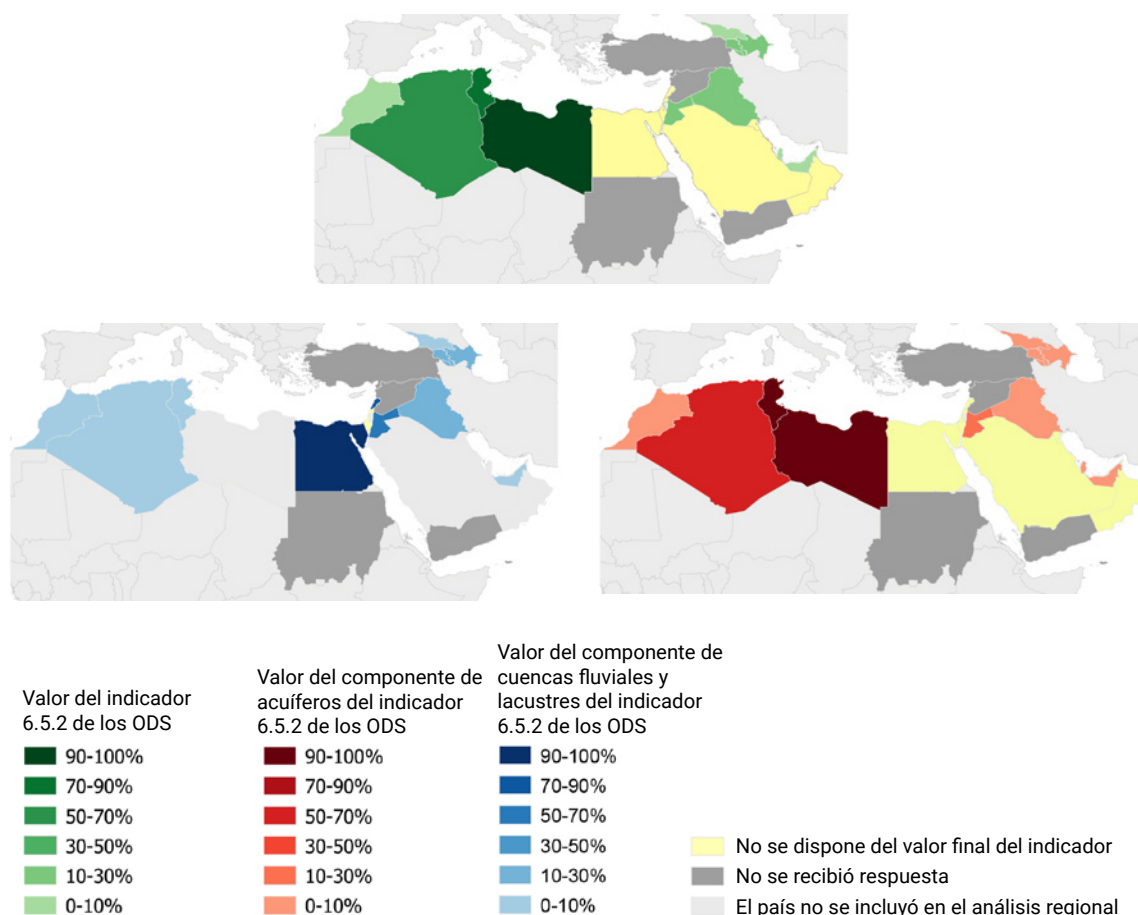 Valor del indicador
6.5.2 de los ODS
90-100%
70-90%
50-70%
30-50%
10-30%
0-10%
Valor del componente de
acuíferos del indicador
6.5.2 de los ODS
90-100%
70-90%
50-70%
30-50%
10-30%
0-10%
Valor del componente de
cuencas fluviales y
lacustres del indicador
6.5.2 de los ODS
90-100%
70-90%
50-70%
30-50%
10-30%
0-10%
No se dispone del valor final del indicador
No se recibió respuesta
El país no se incluyó en el análisis regional